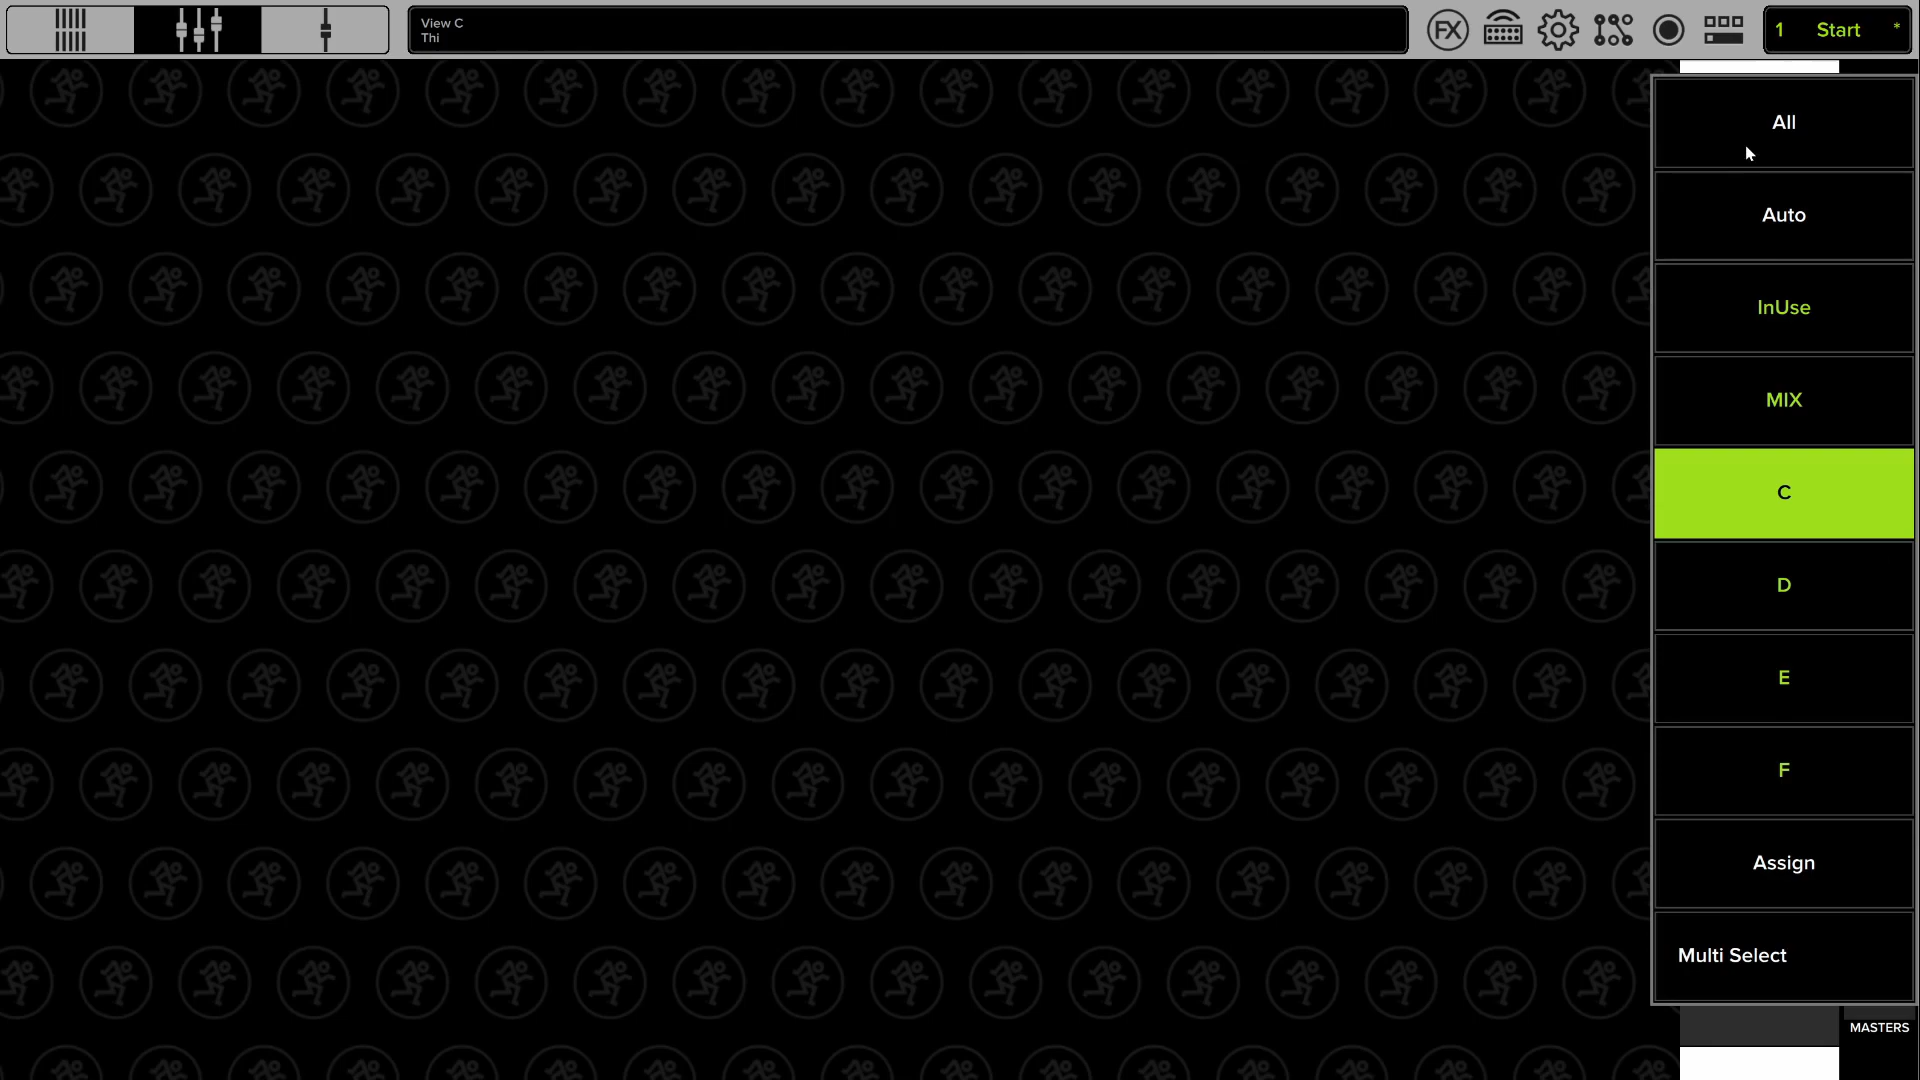 View C
Thi
FX
1 Start *
All
Auto
InUse
MIX
C
D
E
F
Assign
Multi Select
MASTERS